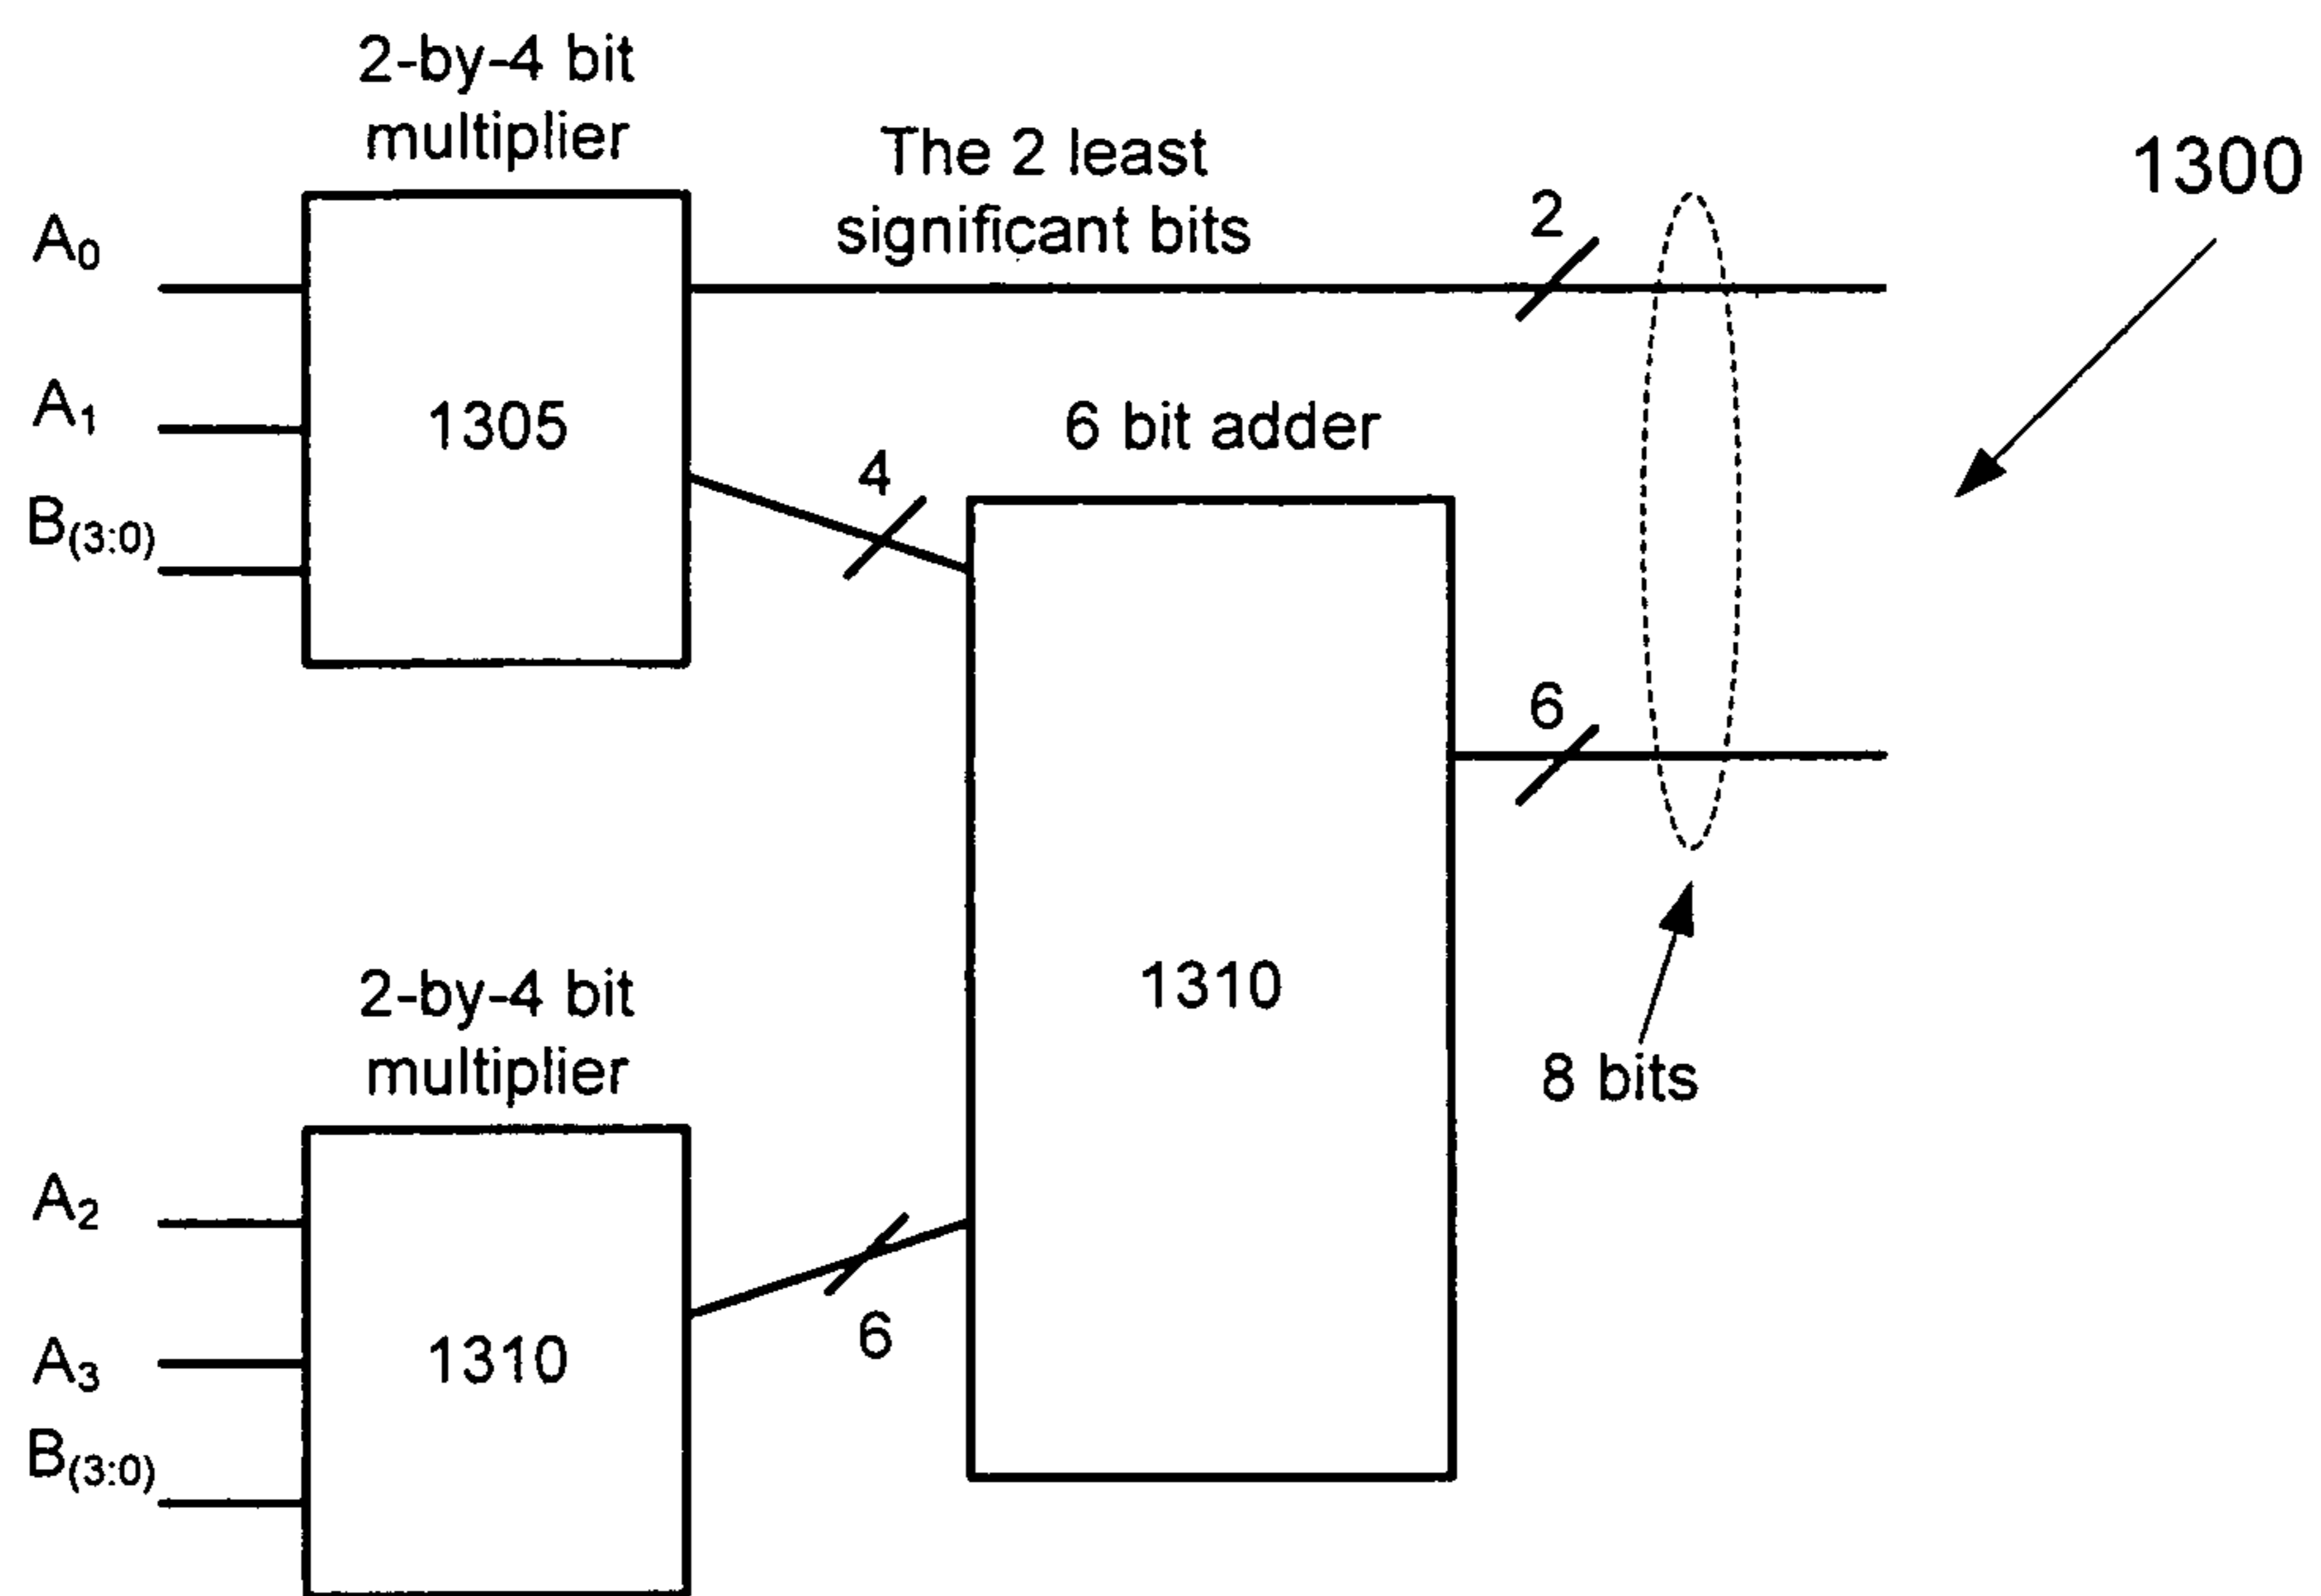 2-by-4 bit
multiplier
The 2 least
significant bits
1300
A0
2
A1
1305
6 bit adder
4
B(3:0)
6
2-by-4 bit
multiplier
1310
8 bits
A2
6
A3
1310
B(3:0)